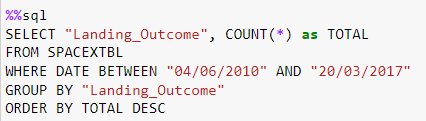 %%sql
SELECT "Landing_Outcome", COUNT(*) as TOTAL
FROM SPACEXTBL
WHERE DATE BETWEEN "04/06/2010" AND "20/03/2017"
GROUP BY "Landing_Outcome"
ORDER BY TOTAL DESC